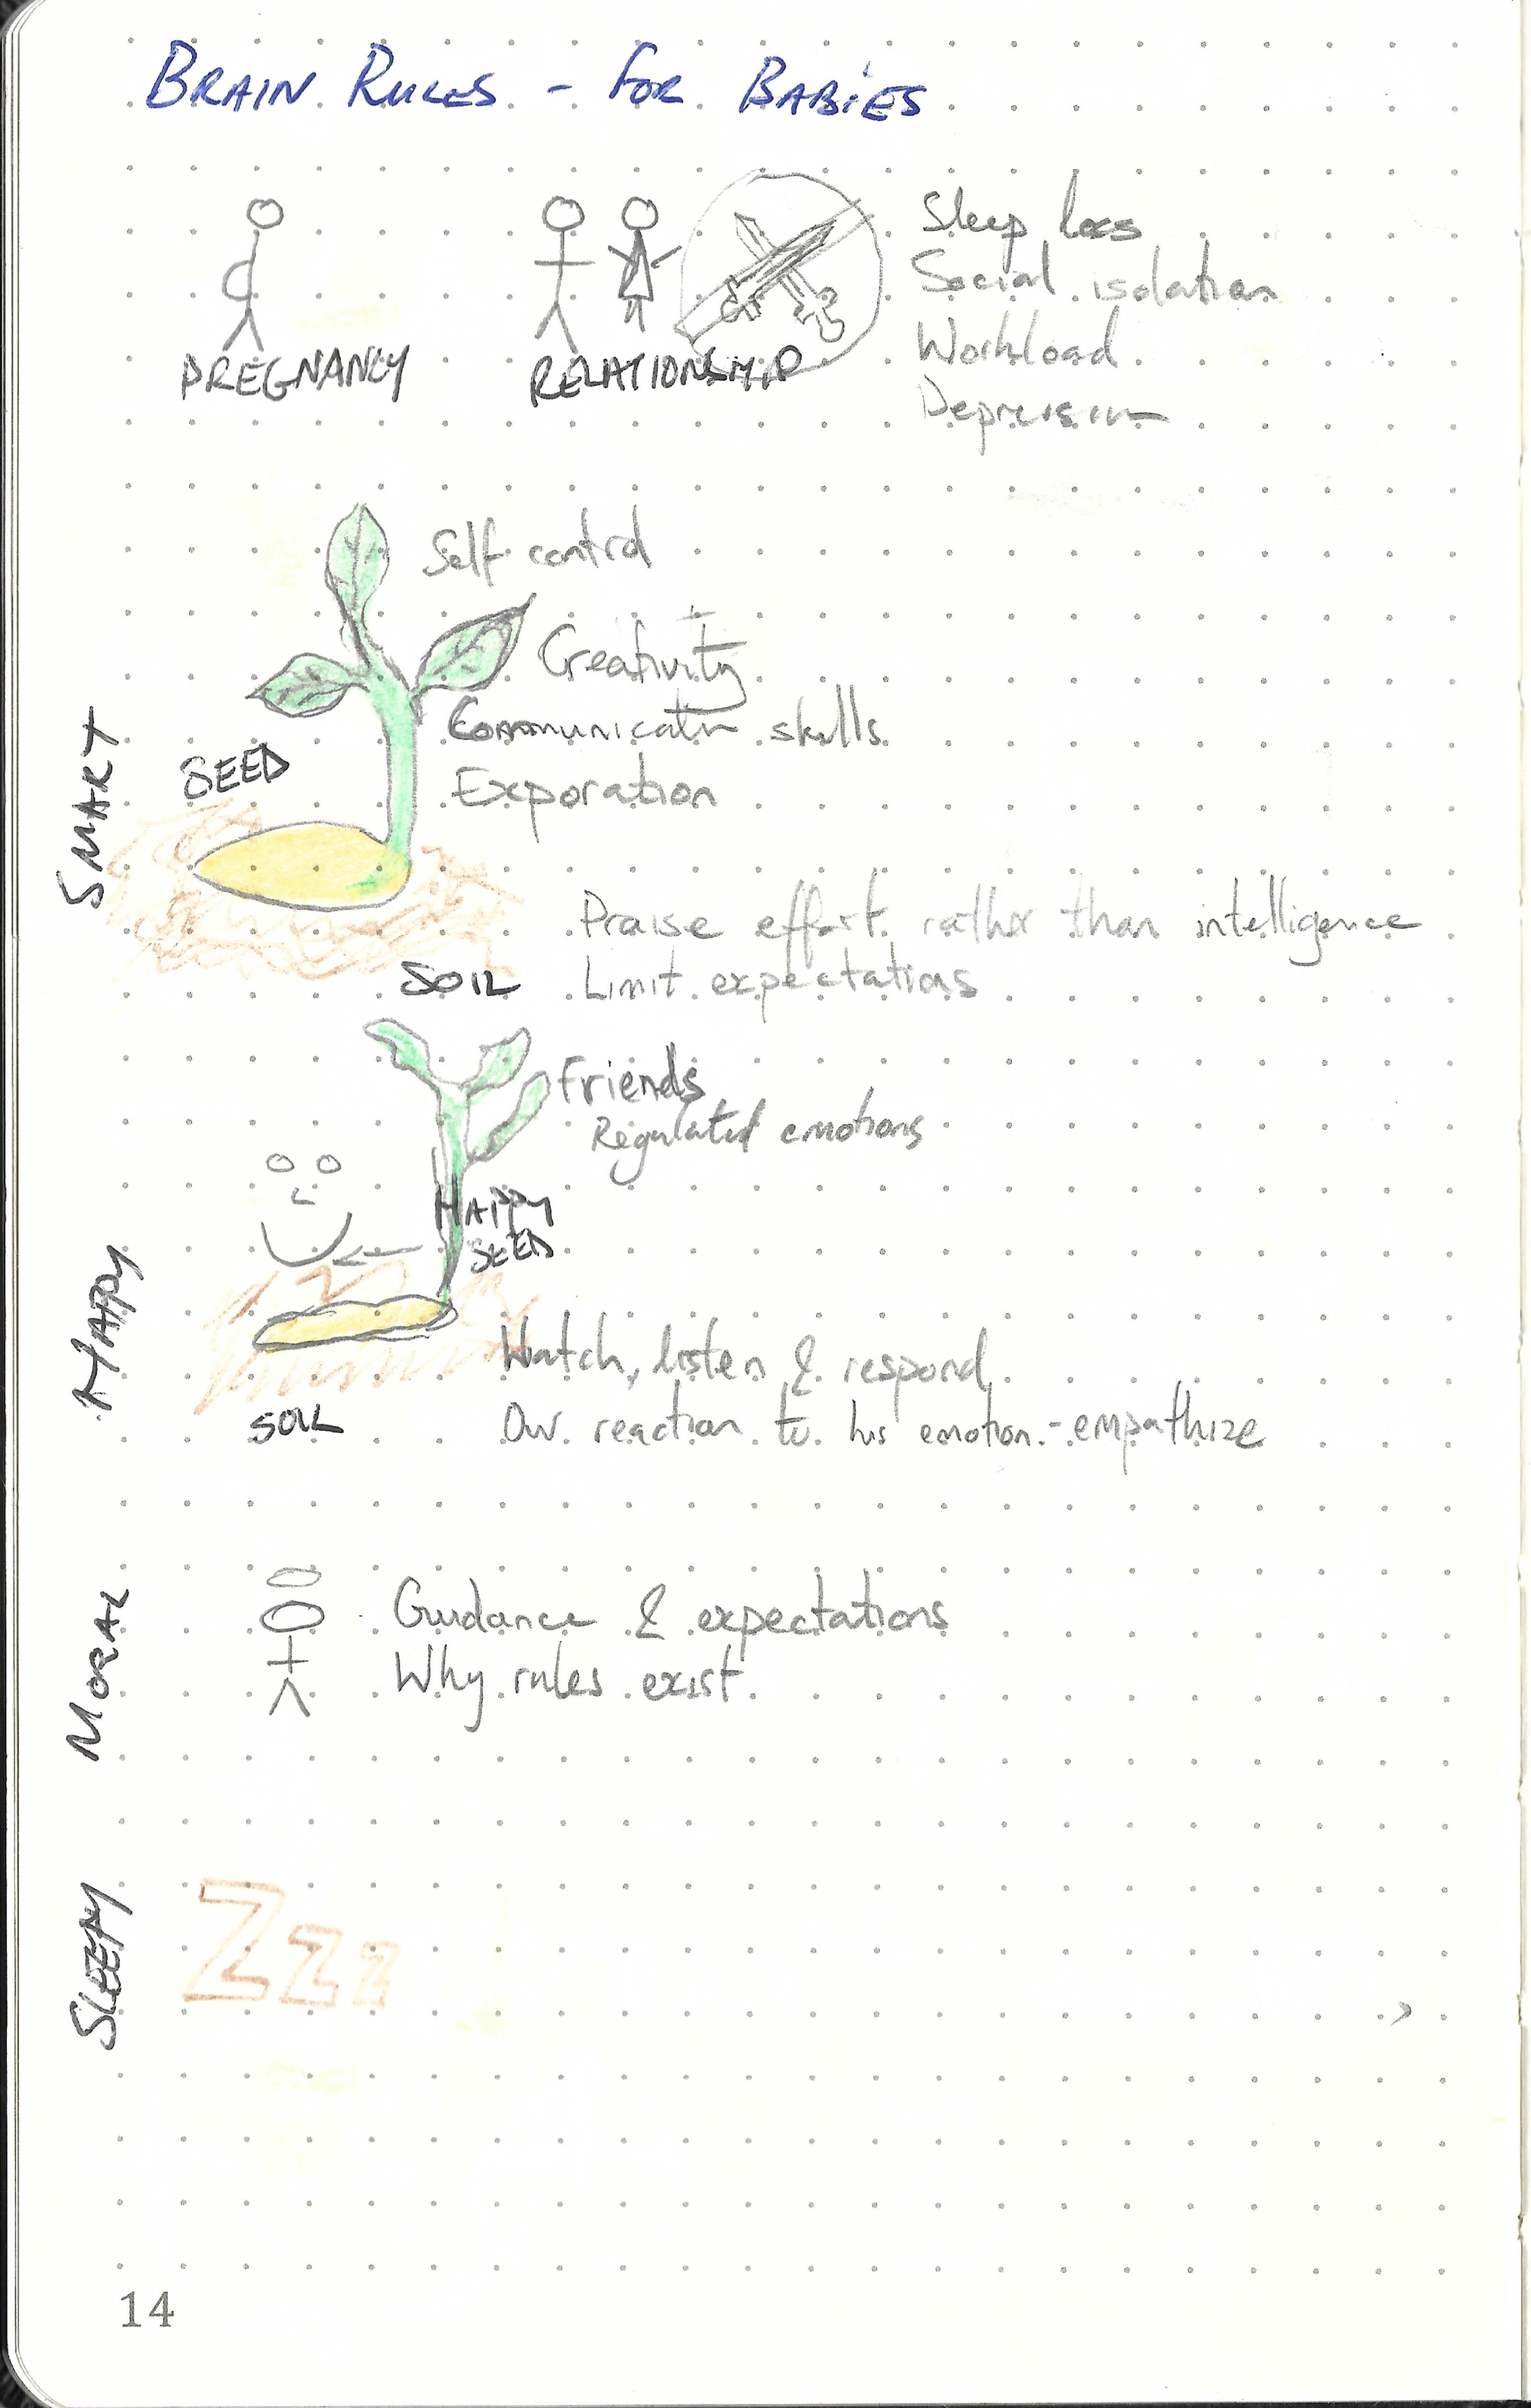 BRAIN RULES - FOR BABIES
Sleep loss
Social isolation
Workload
Depression
PREGNANCY
RELATIONSHIP
Self control
Creativity
Communicatn skills
Exporation
SMART
SEED
Praise effort rather than intelligence
SOIL
Limit expectations
Friends
Regulated emotions
HAPPY
SEED
HAPPY
Watch, listen & respond
SOIL
Our reaction to his emotion - empathize
MORAL
Guidance & expectations
Why rules exist
SLEEPY
Zzz
14